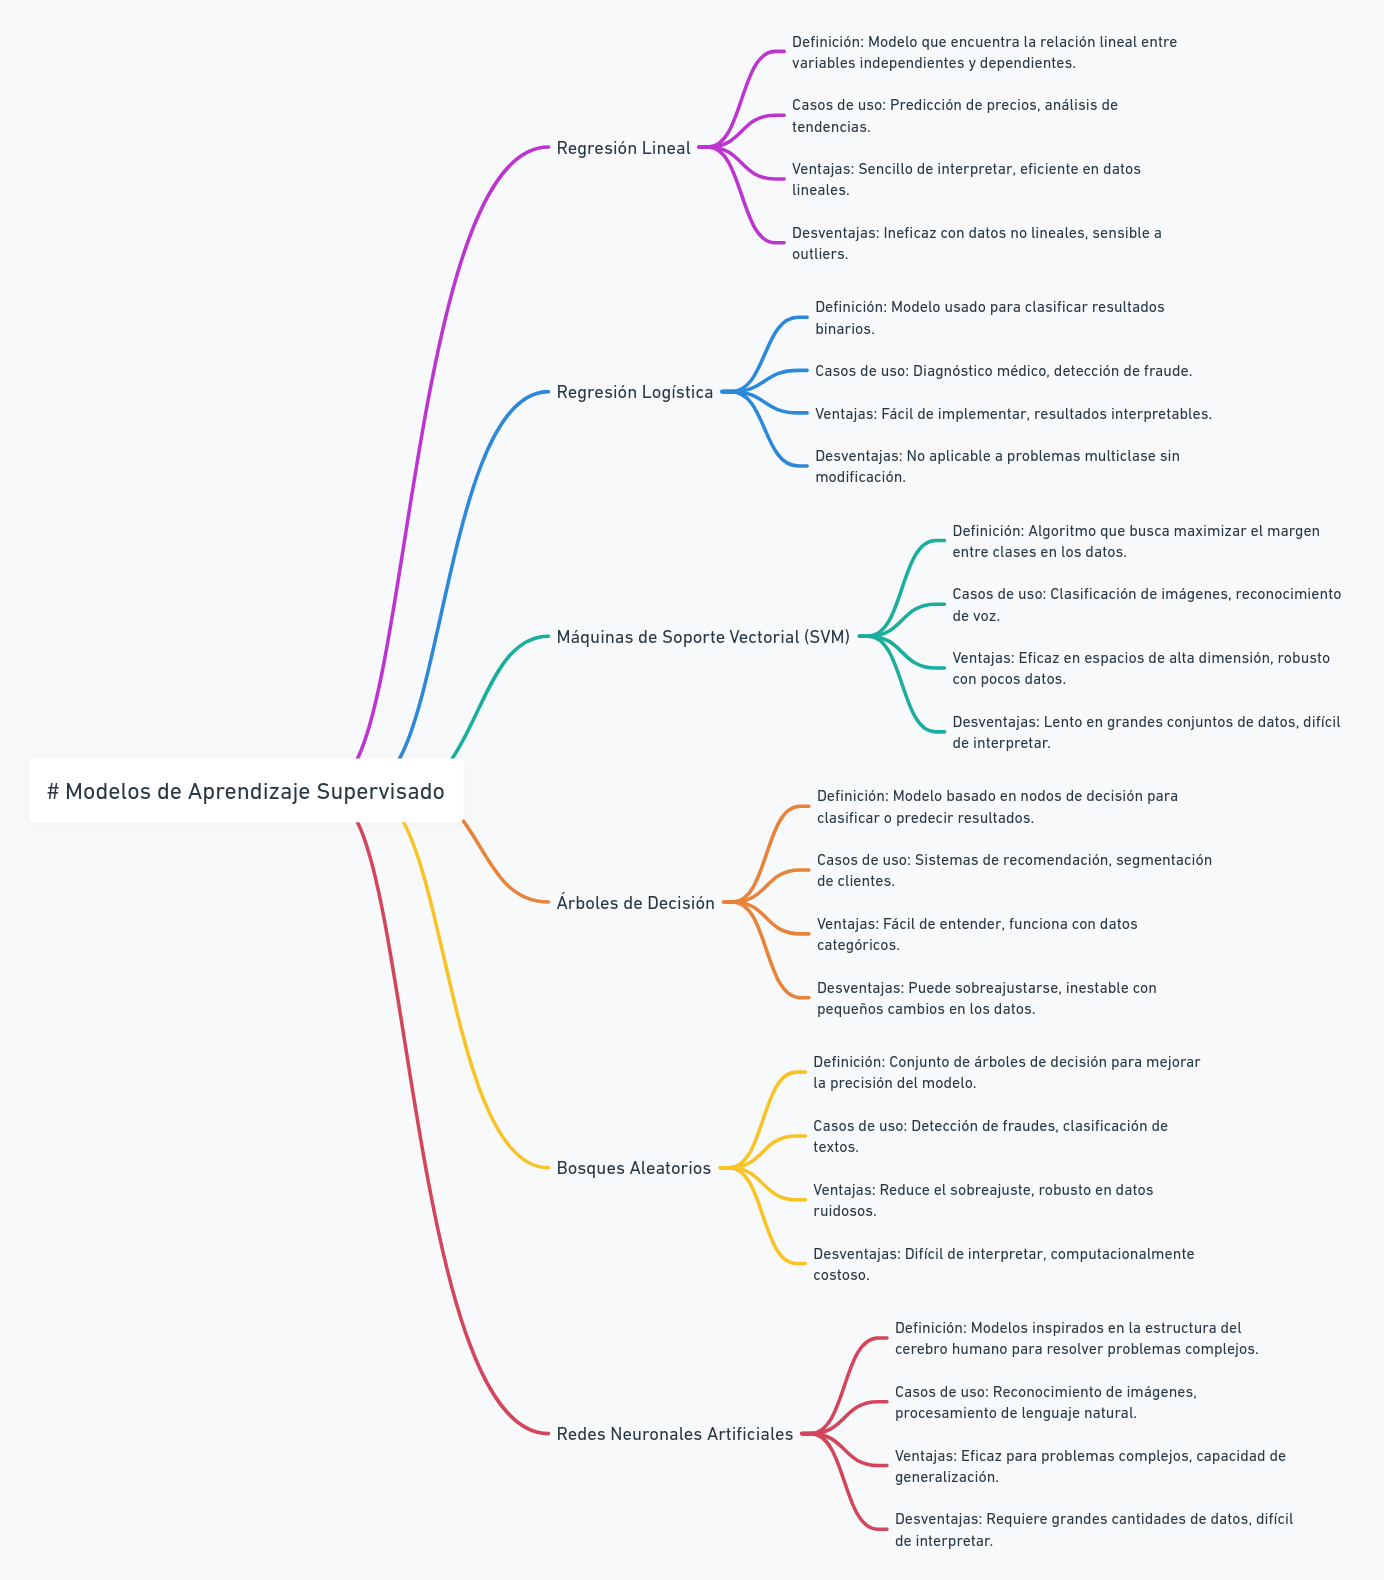 Definición: Modelo que encuentra la relación lineal entre
variables independientes y dependientes.
Casos de uso: Predicción de precios, análisis de
tendencias.
Regresión Lineal
Ventajas: Sencillo de interpretar, eficiente en datos
lineales.
Desventajas: Ineficaz con datos no lineales, sensible a
outliers.
Definición: Modelo usado para clasificar resultados
binarios.
Casos de uso: Diagnóstico médico, detección de fraude.
Regresión Logística
Ventajas: Fácil de implementar, resultados interpretables.
Desventajas: No aplicable a problemas multiclase sin
modificación.
Definición: Algoritmo que busca maximizar el margen
entre clases en los datos.
Casos de uso: Clasificación de imágenes, reconocimiento
de voz.
Máquinas de Soporte Vectorial (SVM)
Ventajas: Eficaz en espacios de alta dimensión, robusto
con pocos datos.
Desventajas: Lento en grandes conjuntos de datos, difícil
de interpretar.
# Modelos de Aprendizaje Supervisado
Definición: Modelo basado en nodos de decisión para
clasificar o predecir resultados.
Casos de uso: Sistemas de recomendación, segmentación
de clientes.
Árboles de Decisión
Ventajas: Fácil de entender, funciona con datos
categóricos.
Desventajas: Puede sobreajustarse, inestable con
pequeños cambios en los datos.
Definición: Conjunto de árboles de decisión para mejorar
la precisión del modelo.
Casos de uso: Detección de fraudes, clasificación de
textos.
Bosques Aleatorios
Ventajas: Reduce el sobreajuste, robusto en datos
ruidosos.
Desventajas: Difícil de interpretar, computacionalmente
costoso.
Definición: Modelos inspirados en la estructura del
cerebro humano para resolver problemas complejos.
Casos de uso: Reconocimiento de imágenes,
procesamiento de lenguaje natural.
Redes Neuronales Artificiales
Ventajas: Eficaz para problemas complejos, capacidad de
generalización.
Desventajas: Requiere grandes cantidades de datos, difícil
de interpretar.